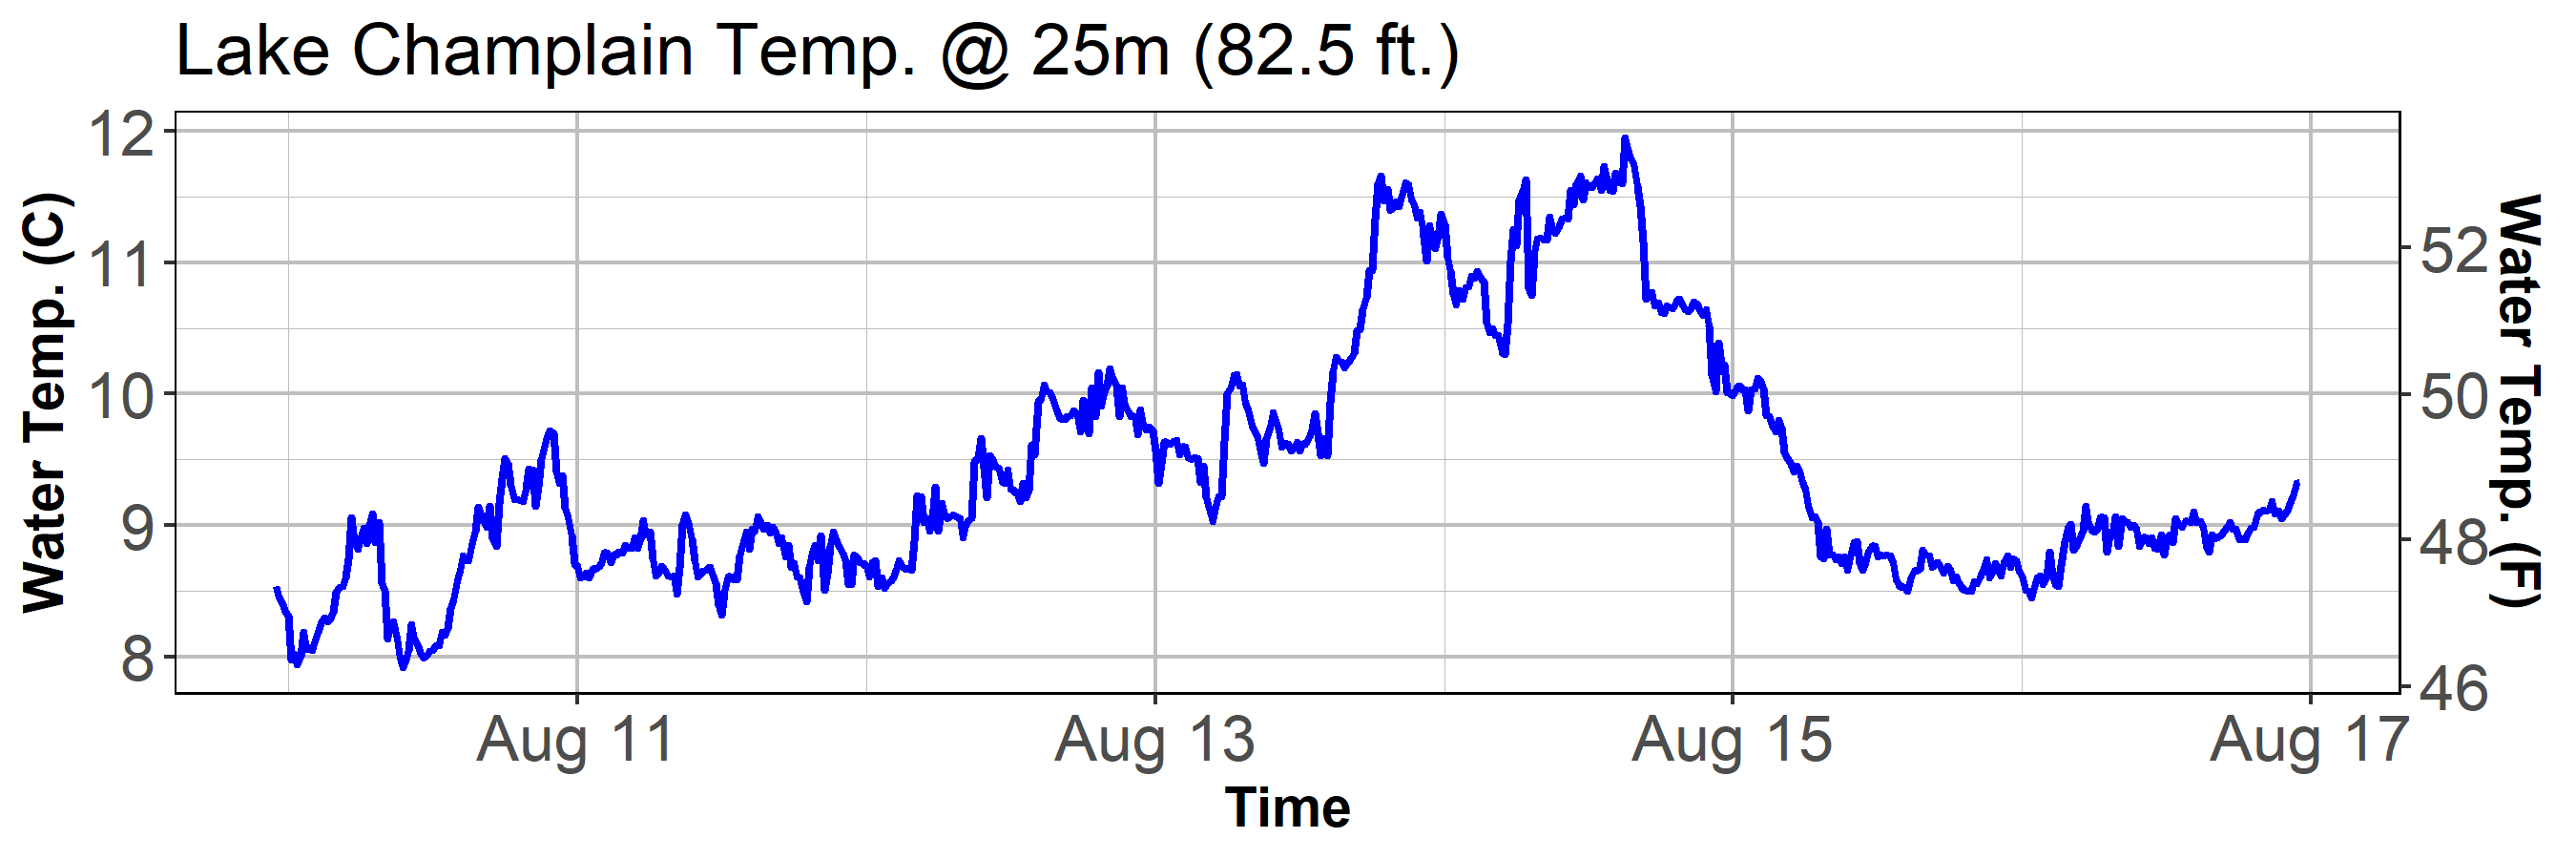 Lake Champlain Temp. @ 25m (82.5 ft.)
Water Temp. (C)
12
11
10
9
8
52
50
48
46
Water Temp. (F)
Aug 11
Aug 13
Aug 15
Aug 17
Time